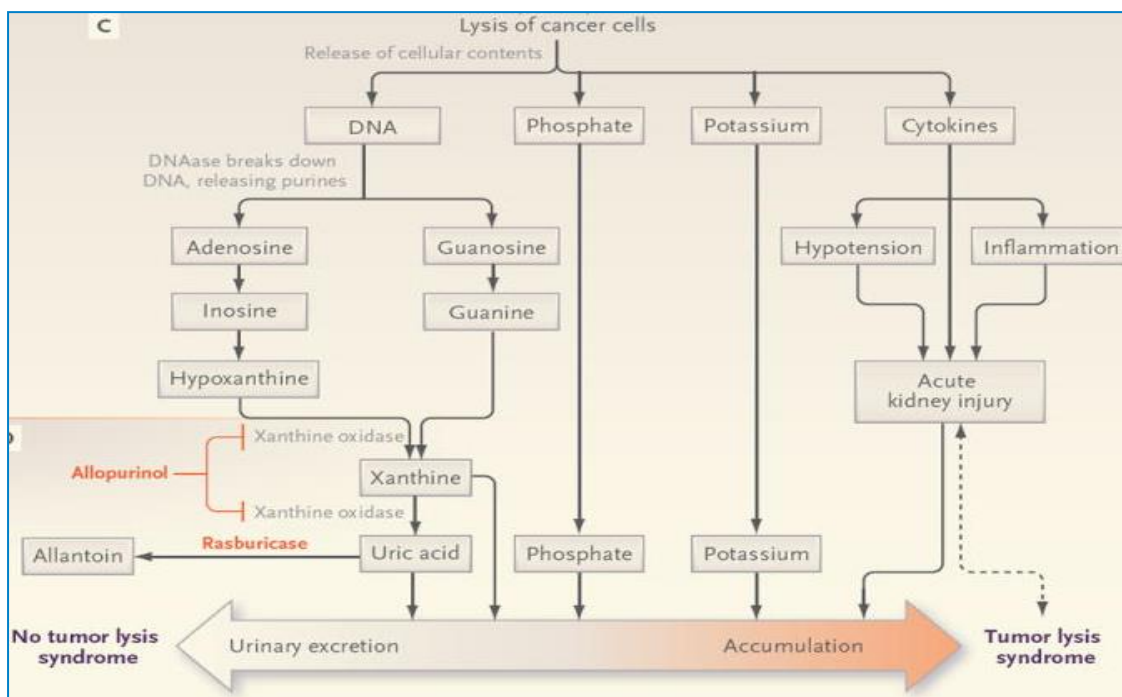 C
Lysis of cancer cells
Release of cellular contents
DNA
Phosphate
Potassium
Cytokines
DNAase breaks down
DNA, releasing purines
Adenosine
Guanosine
Hypotension
Inflammation
Inosine
Guanine
Hypoxanthine
Acute
kidney injury
Xanthine oxidase
Allopurinol
Xanthine
Xanthine oxidase
Rasburicase
Allantoin
Uric acid
Phosphate
Potassium
No tumor lysis
syndrome
Urinary excretion
Accumulation
Tumor lysis
syndrome